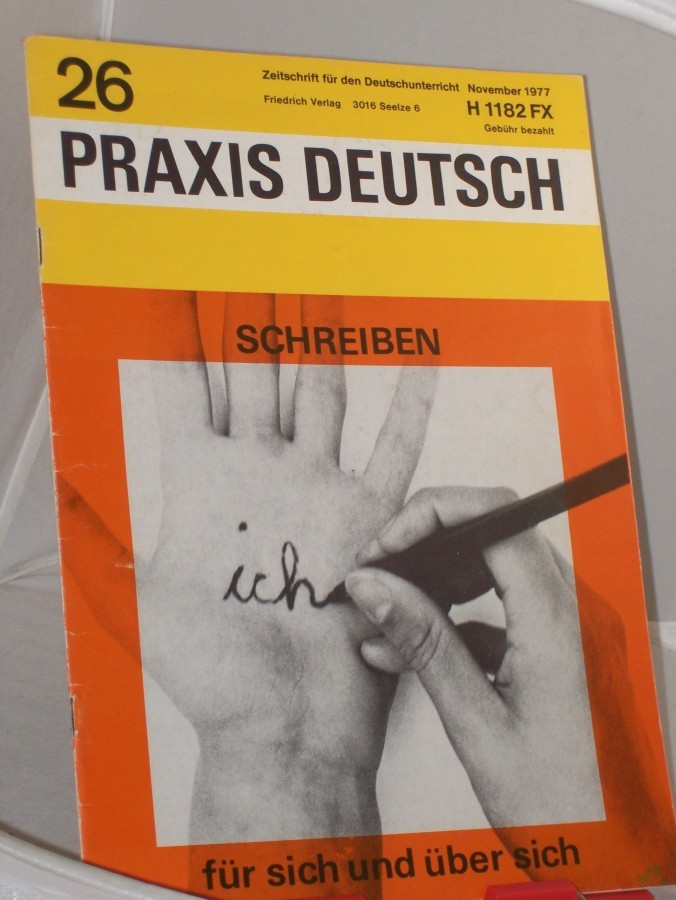 26
Zeitschrift für den Deutschunterricht November 1977
Friedrich Verlag 3016 Seelze 6 H 1182 FX
Gebühr bezahlt
PRAXIS DEUTSCH
SCHREIBEN
ich
für sich und über sich